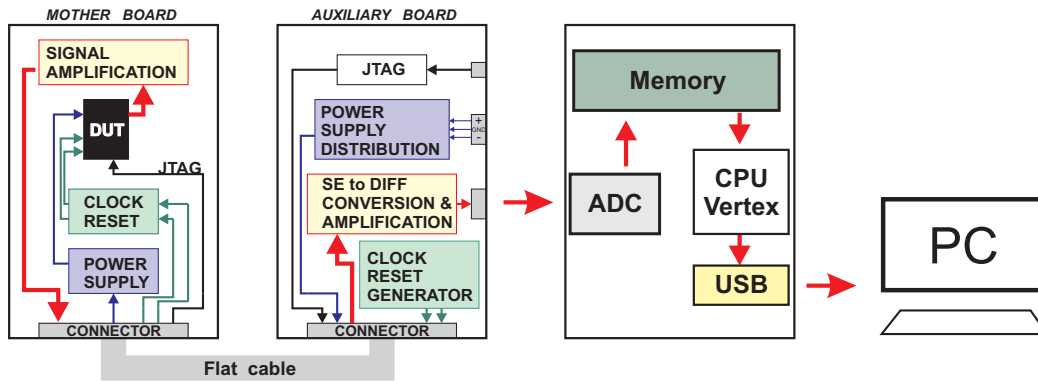 MOTHER BOARD
SIGNAL
AMPLIFICATION
DUT
JTAG
CLOCK
RESET
POWER
SUPPLY
CONNECTOR
AUXILIARY BOARD
JTAG
POWER
SUPPLY
DISTRIBUTION
+
GND
-
SE to DIFF
CONVERSION &
AMPLIFICATION
CLOCK
RESET
GENERATOR
CONNECTOR
Flat cable
Memory
ADC
CPU
Vertex
USB
PC